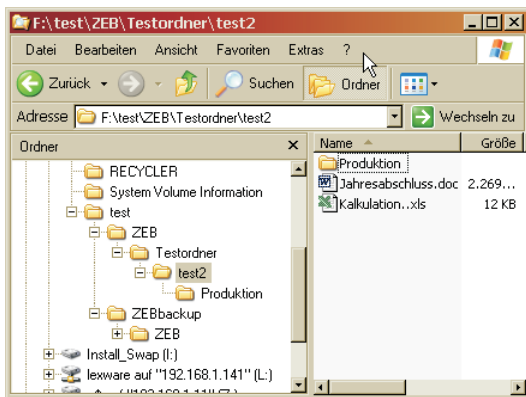 F:\test\ZEB\Testordner\test2
Datei Bearbeiten Ansicht Favoriten Extras ?
Zurück Suchen Ordner
Adresse F:\test\ZEB\Testordner\test2 Wechseln zu
Ordner x Name Größe
RECYCLER
System Volume Information
test
ZEB
Testordner
test2
Produktion
ZEBbackup
ZEB
Install_Swap (I:)
lexware auf "192.168.1.141" (L:)
Produktion
Jahresabschluss.doc 2.269...
Kalkulation..xls 12 KB